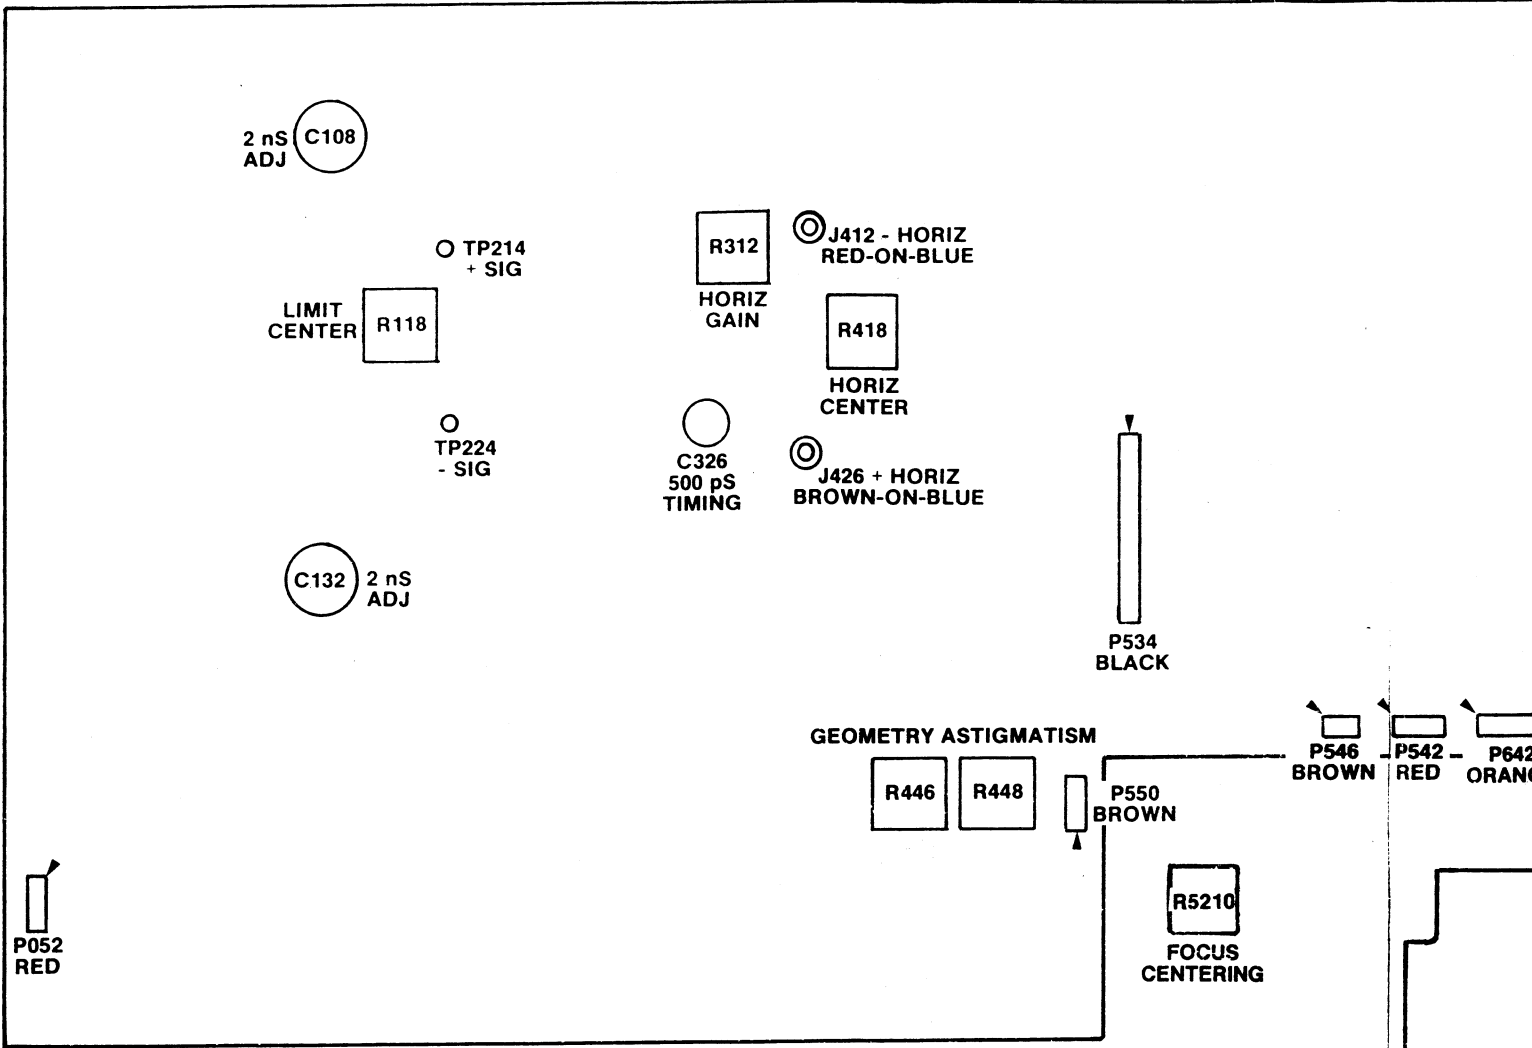 2 nS
ADJ
C108
TP214
+ SIG
LIMIT
CENTER
R118
R312
HORIZ
GAIN
J412 - HORIZ
RED-ON-BLUE
R418
HORIZ
CENTER
TP224
- SIG
C326
500 pS
TIMING
J426 + HORIZ
BROWN-ON-BLUE
C132
2 nS
ADJ
P534
BLACK
GEOMETRY ASTIGMATISM
R446
R448
P550
BROWN
P546
BROWN
P542
RED
P642
ORANG
P052
RED
R5210
FOCUS
CENTERING